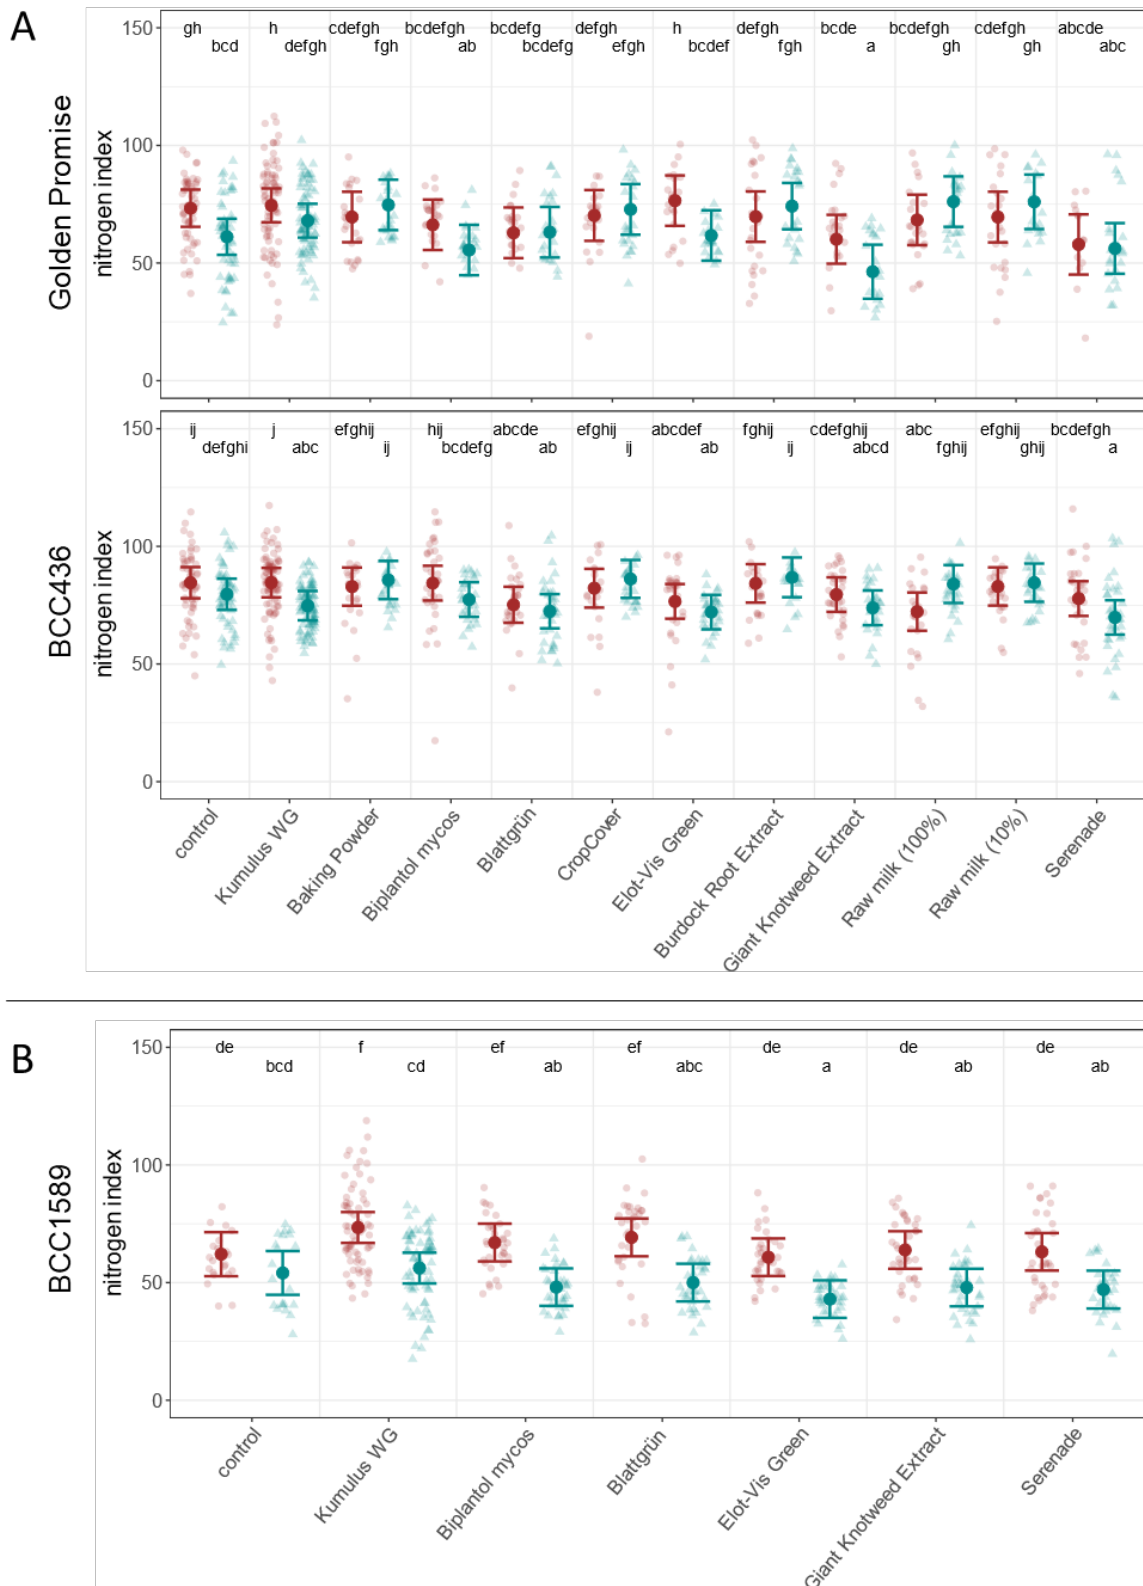 A
Golden Promise
nitrogen index
150
100
50
0
gh h cdefgh bcdefgh bcdefg defgh h defgh bcde bcdefgh cdefgh abcde
bcd defgh fgh ab bcdefg efgh bcdef fgh a gh gh abc
BCC436
nitrogen index
150
100
50
0
ij j efghij hij abcde efghij abcdef fghij cdefghij abc efghij bcdefgh
defghi abc ij bcdefg ab ij ab ij abcd fghij ghij a
control
Kumulus WG
Baking Powder
Biplantol mycos
Blattgrün
CropCover
Elot-Vis Green
Burdock Root Extract
Giant Knotweed Extract
Raw milk (100%)
Raw milk (10%)
Serenade
B
BCC1589
nitrogen index
150
100
50
0
de f ef ef de de de
bcd cd ab abc a ab ab
control
Kumulus WG
Biplantol mycos
Blattgrün
Elot-Vis Green
Giant Knotweed Extract
Serenade